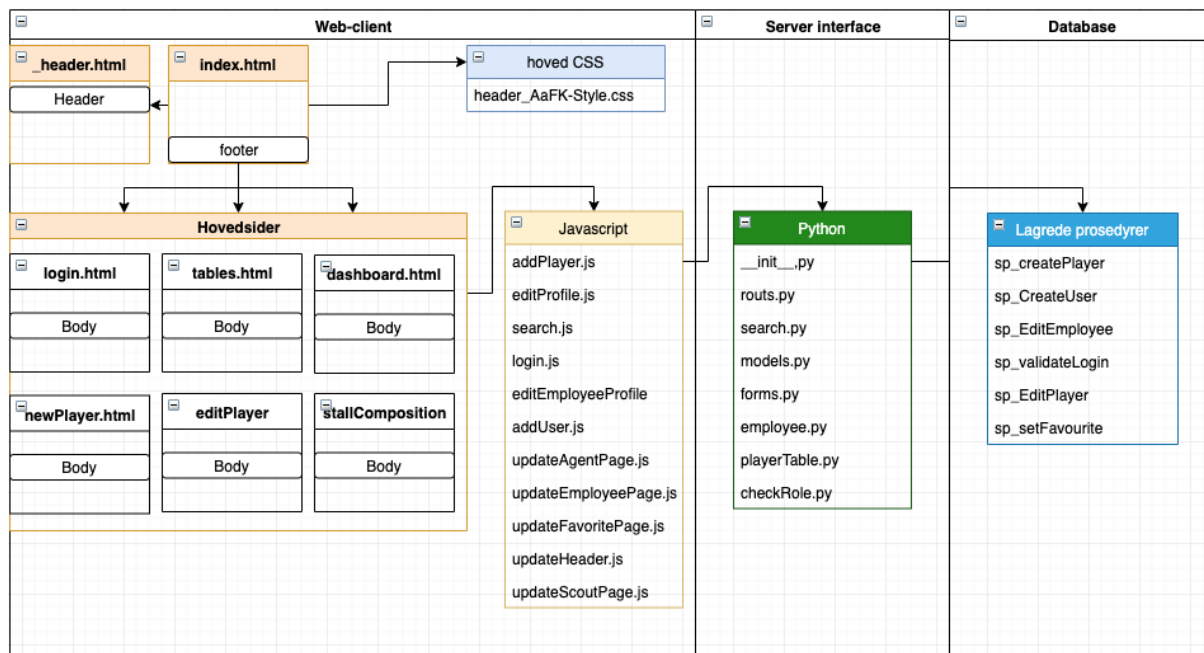 Web-client
Server interface
Database
_header.html
Header
index.html
footer
hoved CSS
header_AaFK-Style.css
Hovedsider
login.html
Body
tables.html
Body
dashboard.html
Body
newPlayer.html
Body
editPlayer
Body
stallComposition
Body
Javascript
addPlayer.js
editProfile.js
search.js
login.js
editEmployeeProfile
addUser.js
updateAgentPage.js
updateEmployeePage.js
updateFavoritePage.js
updateHeader.js
updateScoutPage.js
Python
__init__,py
routs.py
search.py
models.py
forms.py
employee.py
playerTable.py
checkRole.py
Lagrede prosedyrer
sp_createPlayer
sp_CreateUser
sp_EditEmployee
sp_validateLogin
sp_EditPlayer
sp_setFavourite